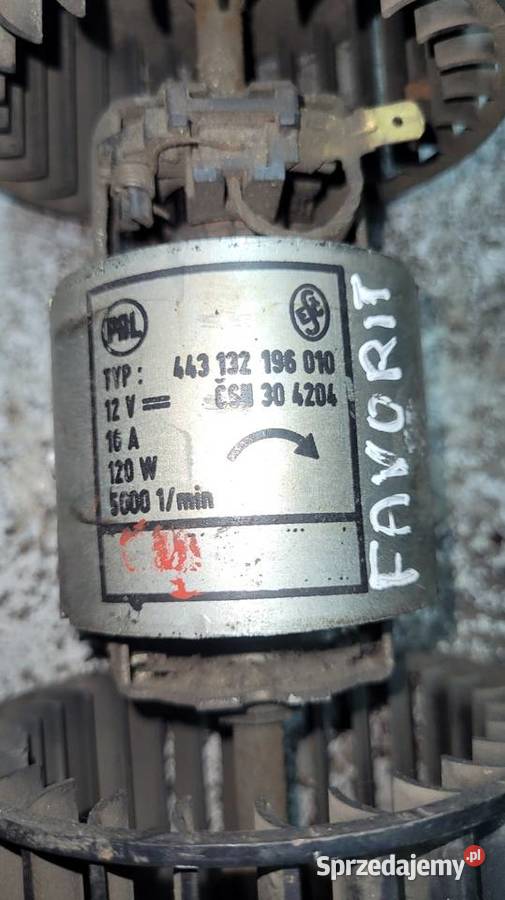 PAL
TYP: 443 132 196 010
12 V ČSN 30 4204
16 A
120 W
5000 1/min
FAVORIT
Sprzedajemy.pl